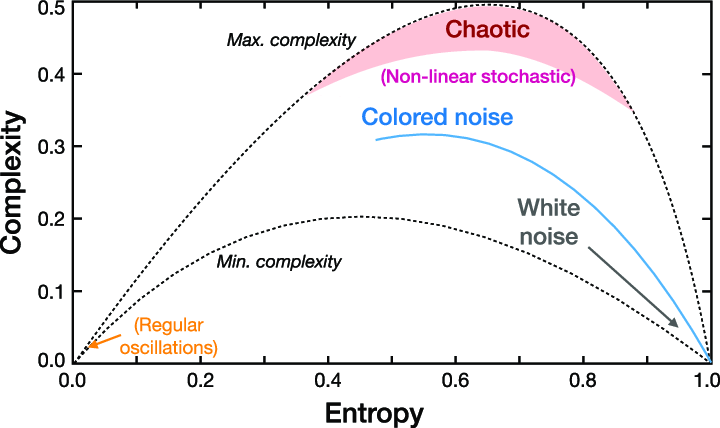 0.5
Max. complexity
Chaotic
0.4
(Non-linear stochastic)
Colored noise
0.3
Complexity
White
noise
0.2
Min. complexity
0.1
(Regular
oscillations)
0.0
0.0 0.2 0.4 0.6 0.8 1.0
Entropy